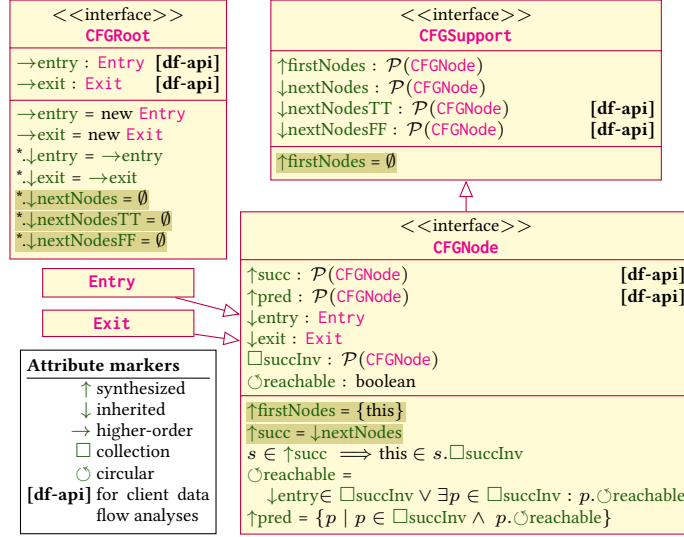 <<interface>>
CFGRoot
→entry : Entry [df-api]
→exit : Exit [df-api]
→entry = new Entry
→exit = new Exit
*.↓entry = →entry
*.↓exit = →exit
*.↓nextNodes = ∅
*.↓nextNodesTT = ∅
*.↓nextNodesFF = ∅
<<interface>>
CFGSupport
↑firstNodes : 𝒫(CFGNode)
↓nextNodes : 𝒫(CFGNode)
↓nextNodesTT : 𝒫(CFGNode) [df-api]
↓nextNodesFF : 𝒫(CFGNode) [df-api]
↑firstNodes = ∅
Entry
Exit
<<interface>>
CFGNode
↑succ : 𝒫(CFGNode) [df-api]
↑pred : 𝒫(CFGNode) [df-api]
↓entry : Entry
↓exit : Exit
□succInv : 𝒫(CFGNode)
↺reachable : boolean
↑firstNodes = {this}
↑succ = ↓nextNodes
s ∈ ↑succ ⟹ this ∈ s.□succInv
↺reachable =
↓entry∈ □succInv ∨ ∃p ∈ □succInv : p.↺reachable
↑pred = {p | p ∈ □succInv ∧ p.↺reachable}
Attribute markers
↑ synthesized
↓ inherited
→ higher-order
□ collection
↺ circular
[df-api] for client data
flow analyses